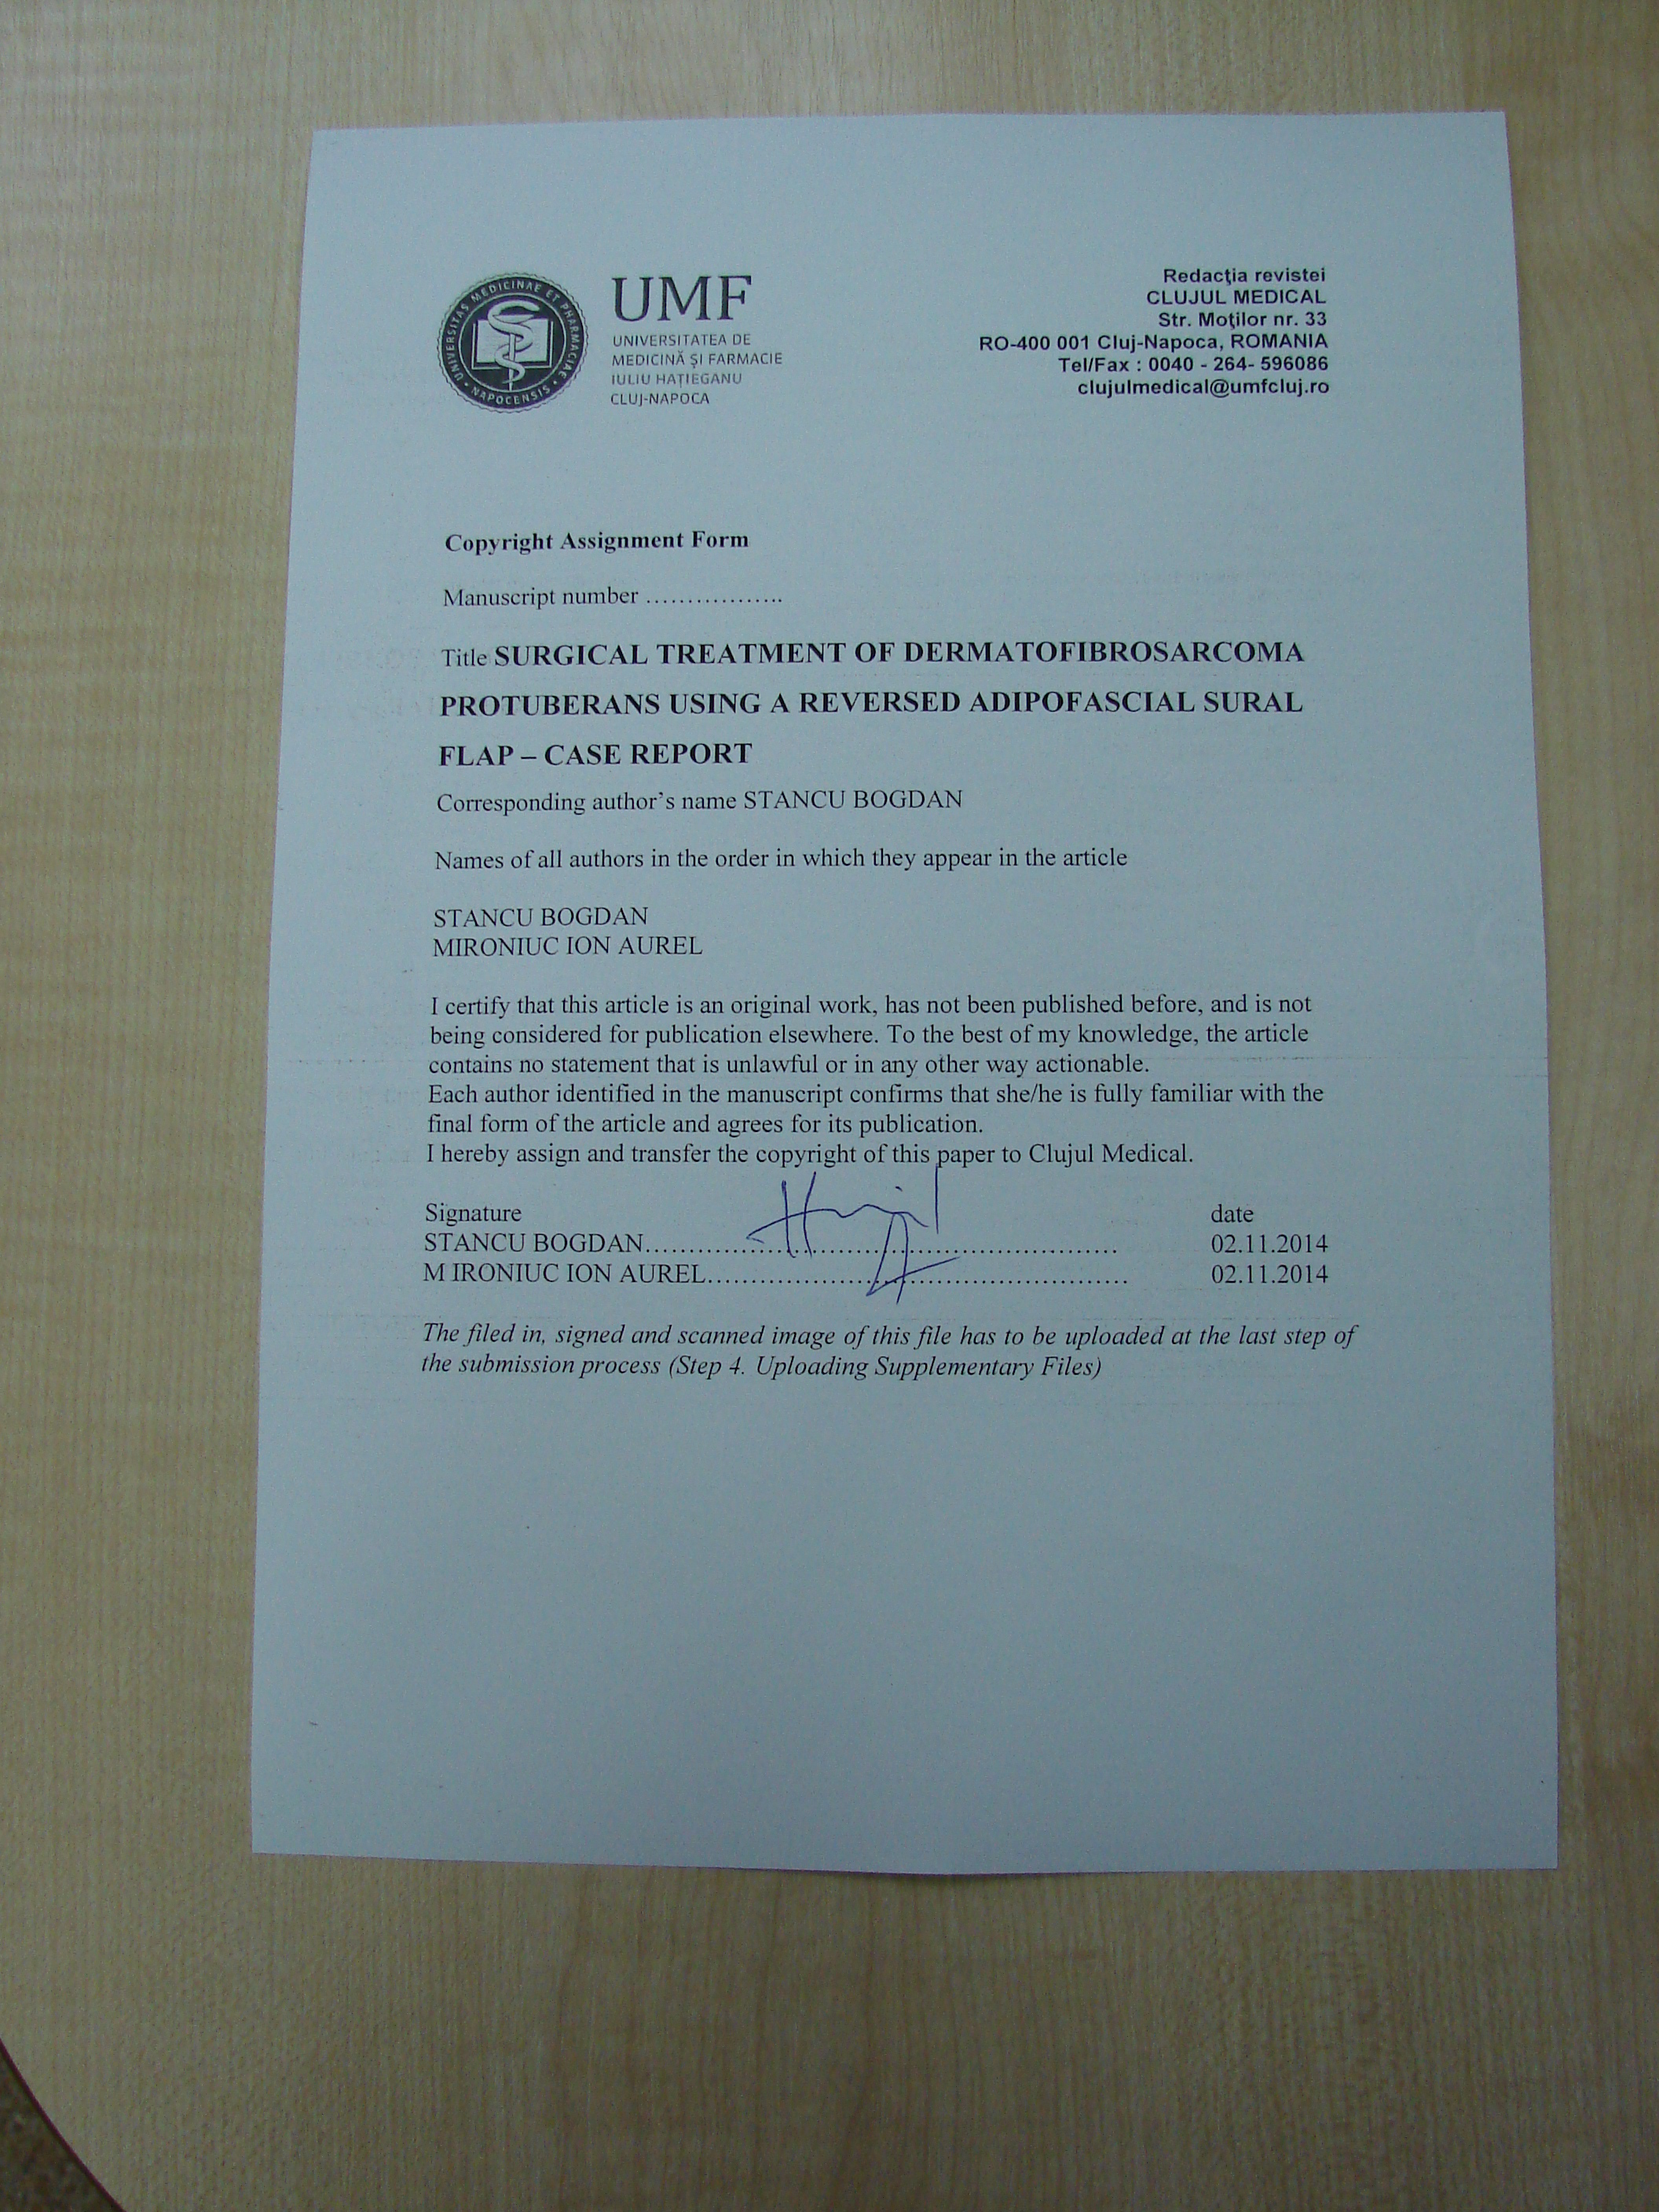 UNIVERSITAS MEDICINAE ET PHARMACIAE NAPOCENSIS
UMF
UNIVERSITATEA DE
MEDICINĂ ŞI FARMACIE
IULIU HAŢIEGANU
CLUJ-NAPOCA
Redacţia revistei
CLUJUL MEDICAL
Str. Moţilor nr. 33
RO-400 001 Cluj-Napoca, ROMANIA
Tel/Fax : 0040 - 264- 596086
clujulmedical@umfcluj.ro
Copyright Assignment Form
Manuscript number ……………..
Title SURGICAL TREATMENT OF DERMATOFIBROSARCOMA
PROTUBERANS USING A REVERSED ADIPOFASCIAL SURAL
FLAP – CASE REPORT
Corresponding author’s name STANCU BOGDAN
Names of all authors in the order in which they appear in the article
STANCU BOGDAN
MIRONIUC ION AUREL
I certify that this article is an original work, has not been published before, and is not
being considered for publication elsewhere. To the best of my knowledge, the article
contains no statement that is unlawful or in any other way actionable.
Each author identified in the manuscript confirms that she/he is fully familiar with the
final form of the article and agrees for its publication.
I hereby assign and transfer the copyright of this paper to Clujul Medical.
Signature date
STANCU BOGDAN………………………………………………… 02.11.2014
M IRONIUC ION AUREL…………………………………………… 02.11.2014
The filed in, signed and scanned image of this file has to be uploaded at the last step of
the submission process (Step 4. Uploading Supplementary Files)